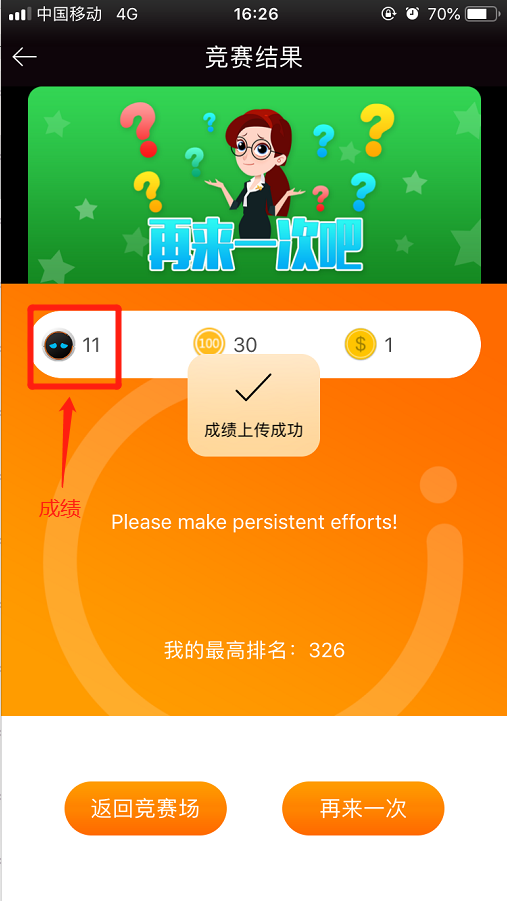 中国移动 4G 16:26 70%
竞赛结果
再来一次吧
11 100 30 $ 1
成绩上传成功
成绩
Please make persistent efforts!
我的最高排名：326
返回竞赛场 再来一次